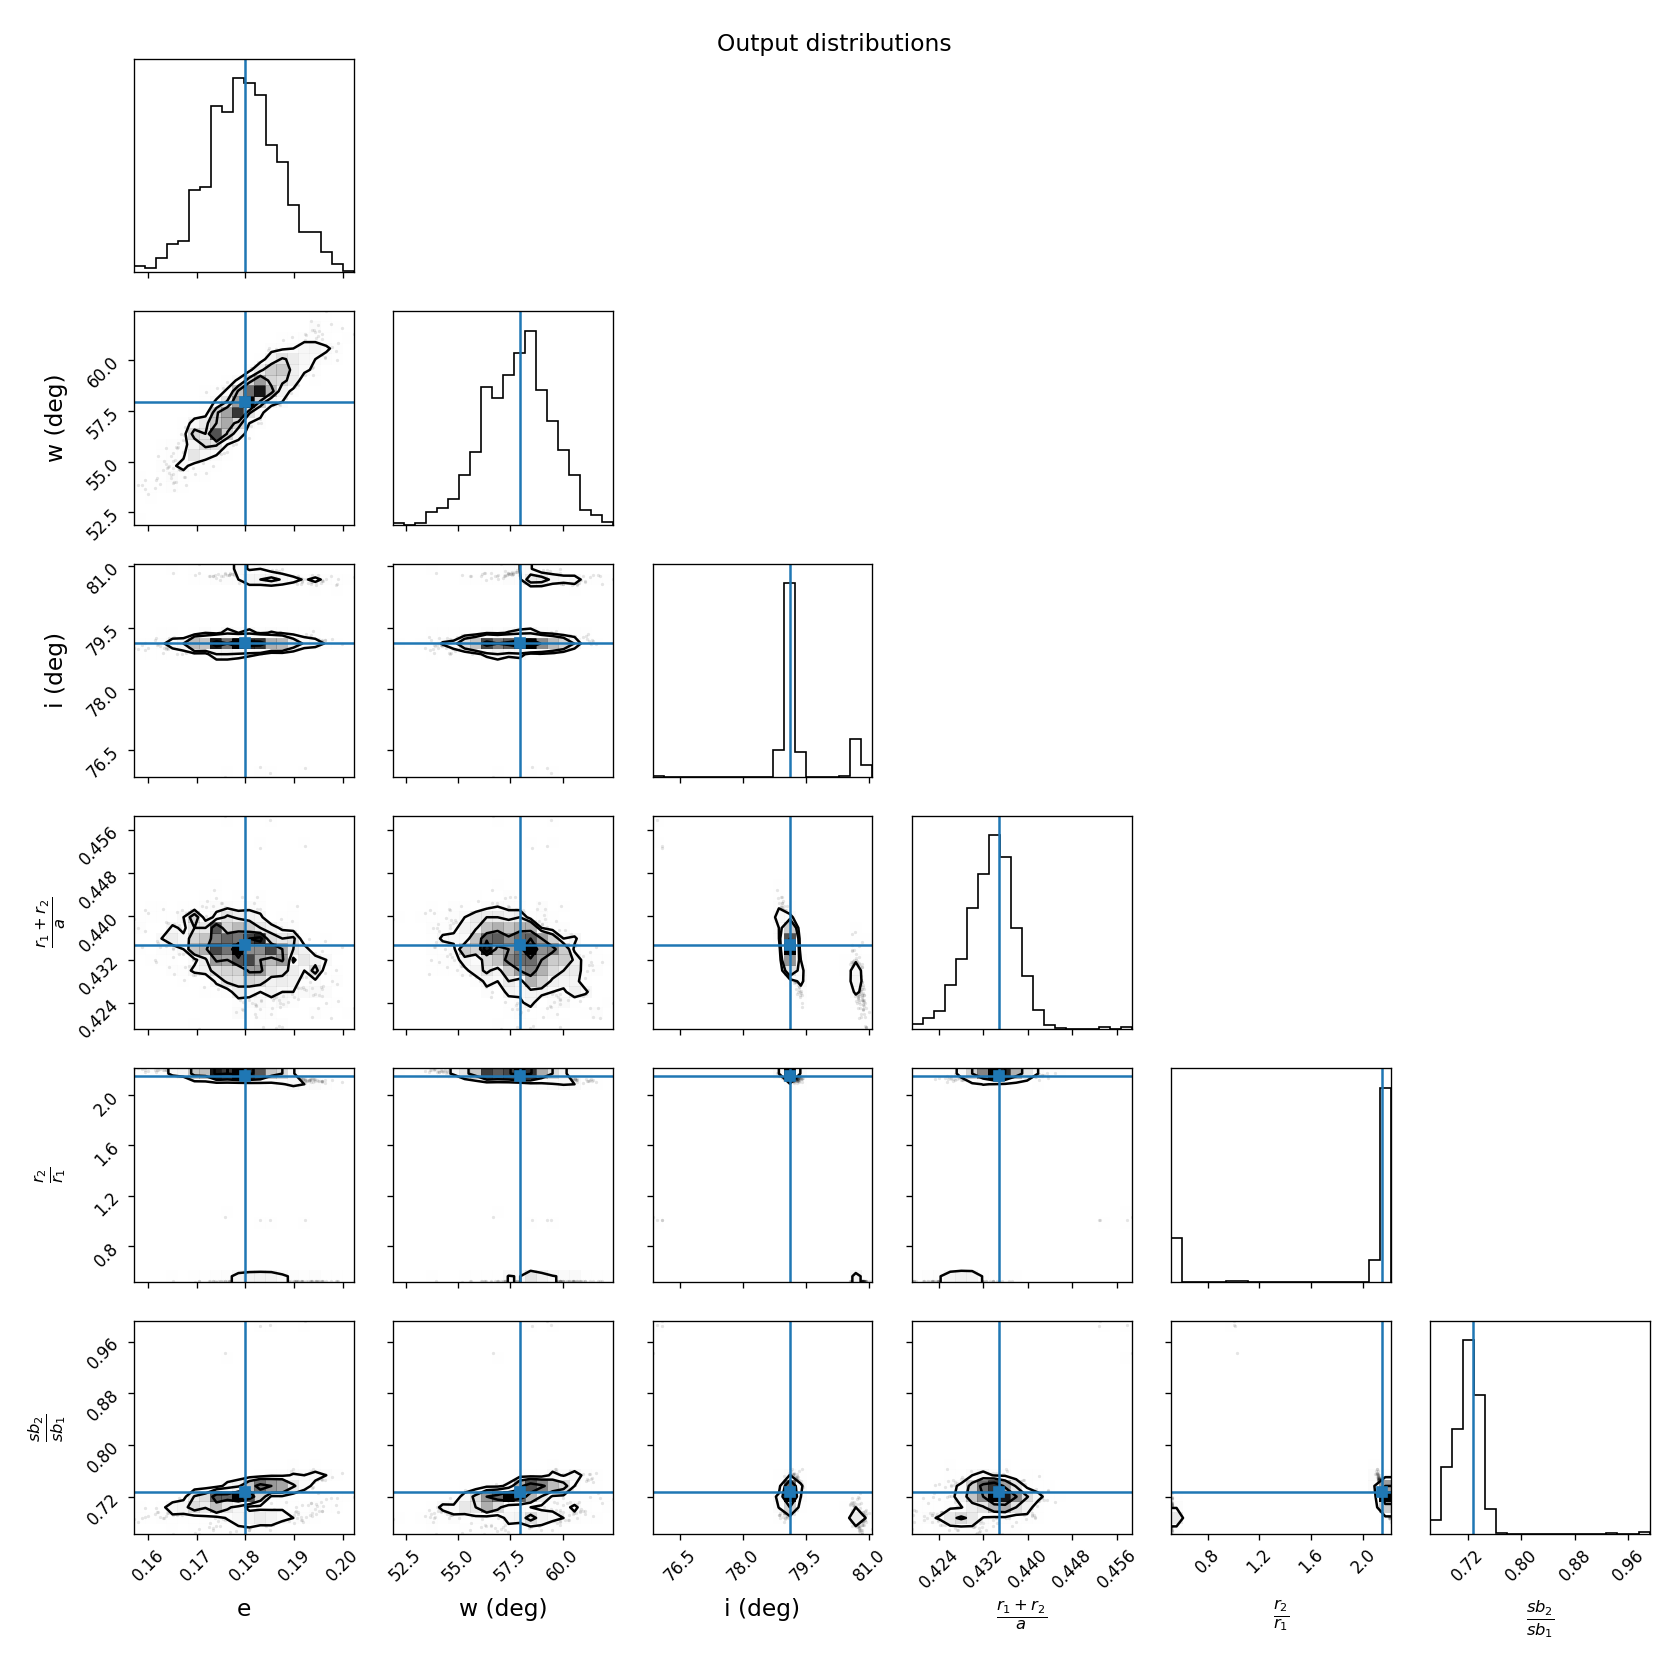 Output distributions
w (deg)
60.0
57.5
55.0
52.5
i (deg)
81.0
79.5
78.0
76.5
r₁ + r₂
a
0.456
0.448
0.440
0.432
0.424
r₂
r₁
2.0
1.6
1.2
0.8
sb₂
sb₁
0.96
0.88
0.80
0.72
0.16 0.17 0.18 0.19 0.20 52.5 55.0 57.5 60.0 76.5 78.0 79.5 81.0 0.424 0.432 0.440 0.448 0.456 0.8 1.2 1.6 2.0 0.72 0.80 0.88 0.96
e w (deg) i (deg) r₁ + r₂ r₂ sb₂
a r₁ sb₁